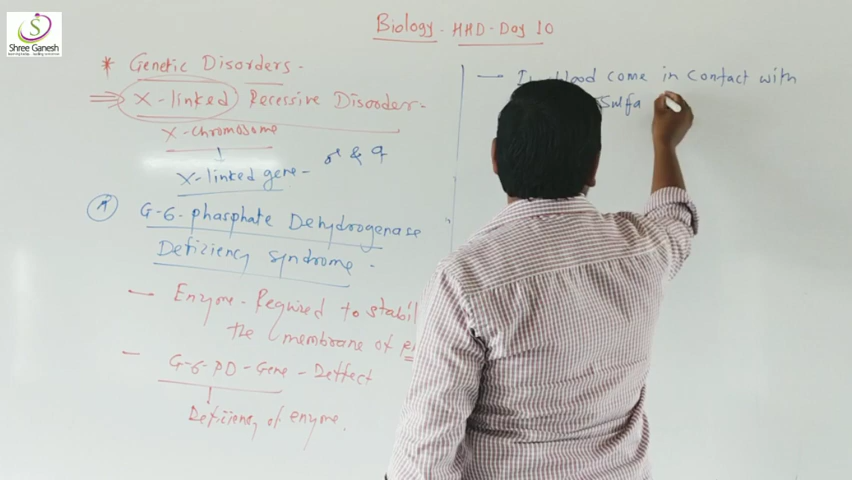 Shree Ganesh
Biology - HHD - Day 10
* Genetic Disorders -
X-linked Recessive Disorder -
X-chromosome
X-linked gene - ♂ & ♀
G-6-phosphate Dehydrogenase
Deficiency syndrome -
— Enzyme - Required to stabil
the membrane of
— G-6-PD - Gene - Deffect
Deficiency of enzyme.
— If blood come in contact with
Sulfa